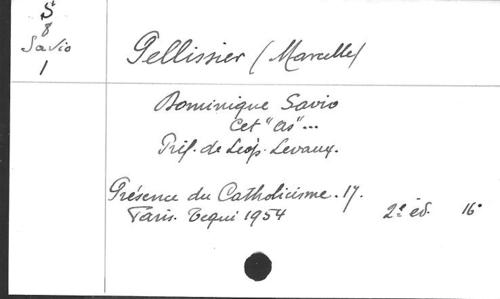 S
8
Savio
1
Pellissier (Marcelle)
Dominique Savio
Cet "as"...
Préf. de Léop. Levaux.
Présence du Catholicisme. 17.
Paris. Téqui 1954 2e éd. 16°